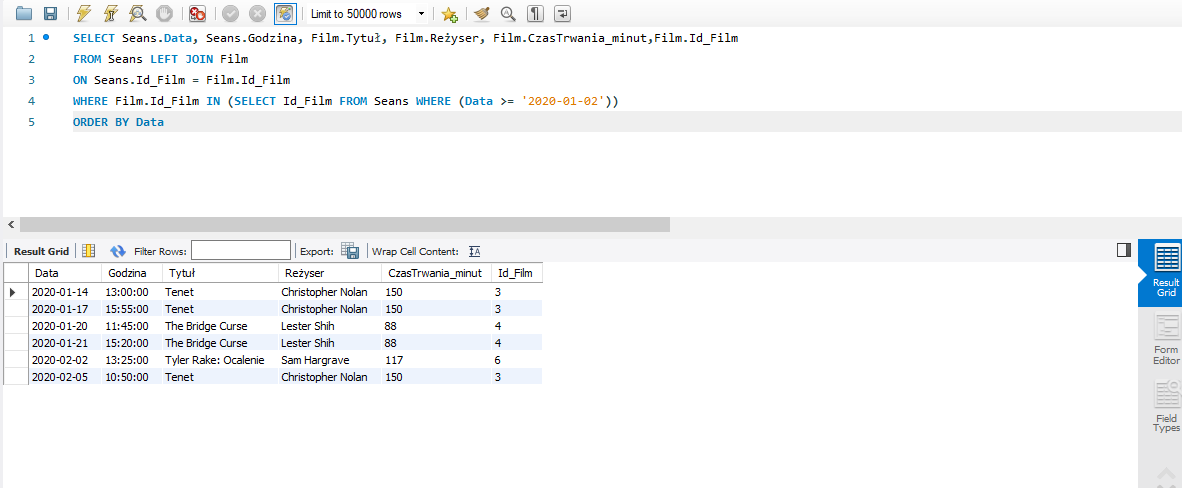 Limit to 50000 rows
1 SELECT Seans.Data, Seans.Godzina, Film.Tytuł, Film.Reżyser, Film.CzasTrwania_minut,Film.Id_Film
2 FROM Seans LEFT JOIN Film
3 ON Seans.Id_Film = Film.Id_Film
4 WHERE Film.Id_Film IN (SELECT Id_Film FROM Seans WHERE (Data >= '2020-01-02'))
5 ORDER BY Data
Result Grid Filter Rows: Export: Wrap Cell Content:
Data Godzina Tytuł Reżyser CzasTrwania_minut Id_Film
2020-01-14 13:00:00 Tenet Christopher Nolan 150 3
2020-01-17 15:55:00 Tenet Christopher Nolan 150 3
2020-01-20 11:45:00 The Bridge Curse Lester Shih 88 4
2020-01-21 15:20:00 The Bridge Curse Lester Shih 88 4
2020-02-02 13:25:00 Tyler Rake: Ocalenie Sam Hargrave 117 6
2020-02-05 10:50:00 Tenet Christopher Nolan 150 3
Result
Grid
Form
Editor
Field
Types